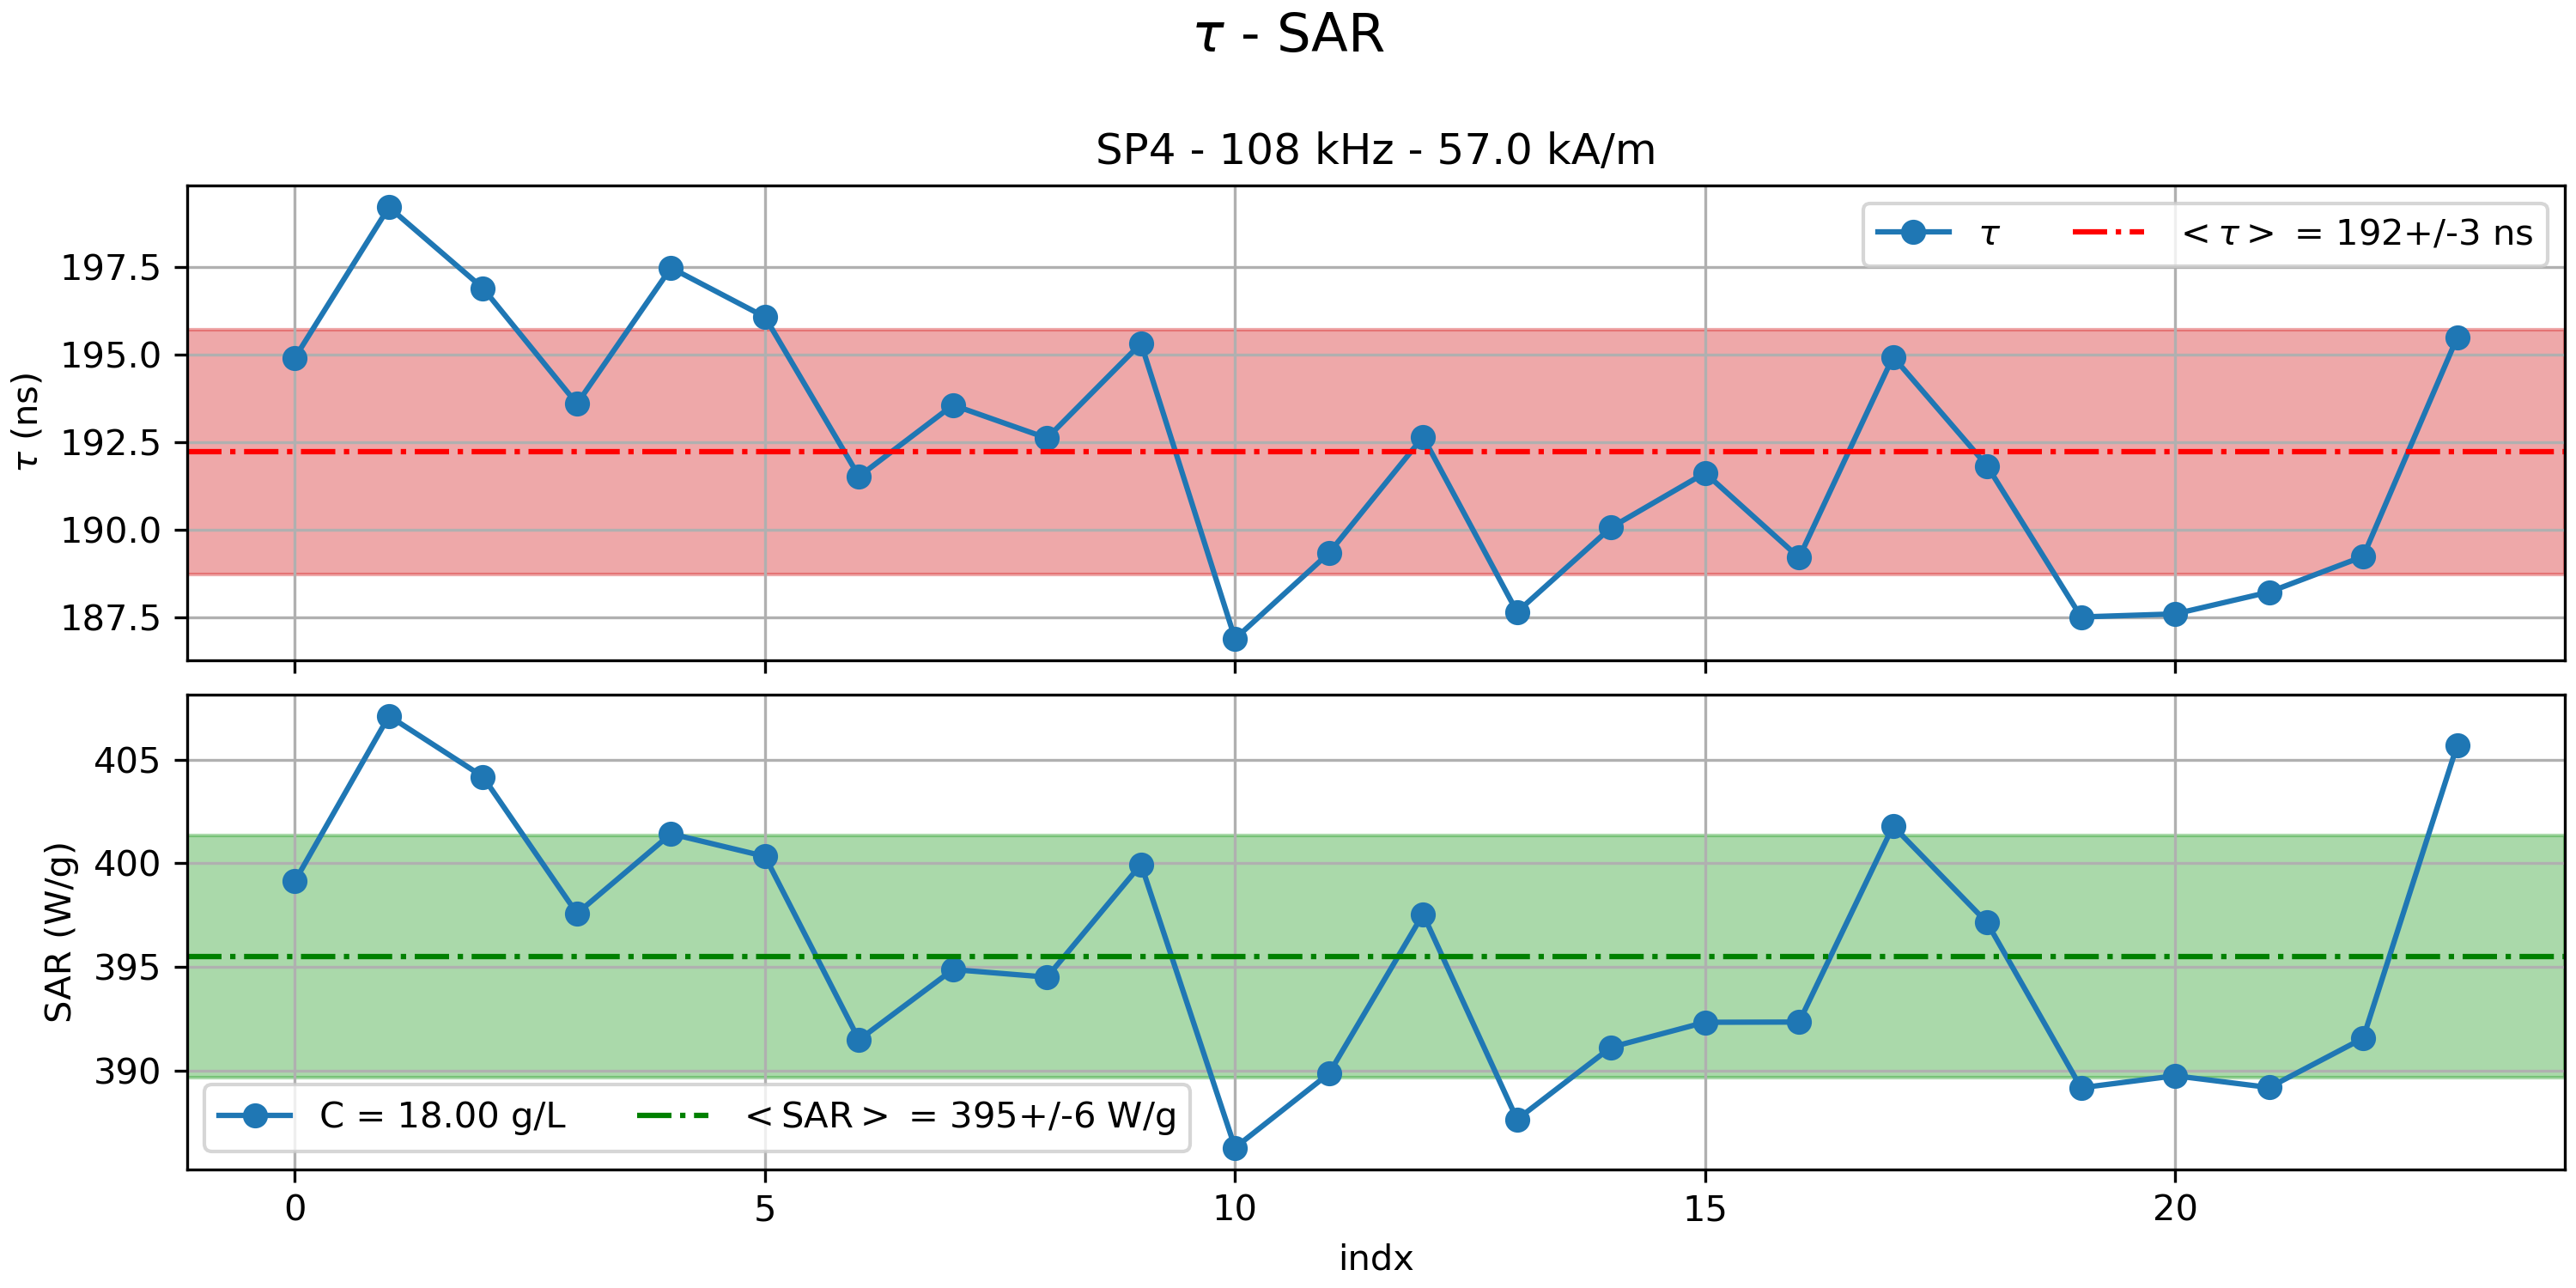 τ - SAR
SP4 - 108 kHz - 57.0 kA/m
τ (ns)
197.5
195.0
192.5
190.0
187.5
τ
<τ> = 192+/-3 ns
SAR (W/g)
405
400
395
390
C = 18.00 g/L
<SAR> = 395+/-6 W/g
0 5 10 15 20
indx